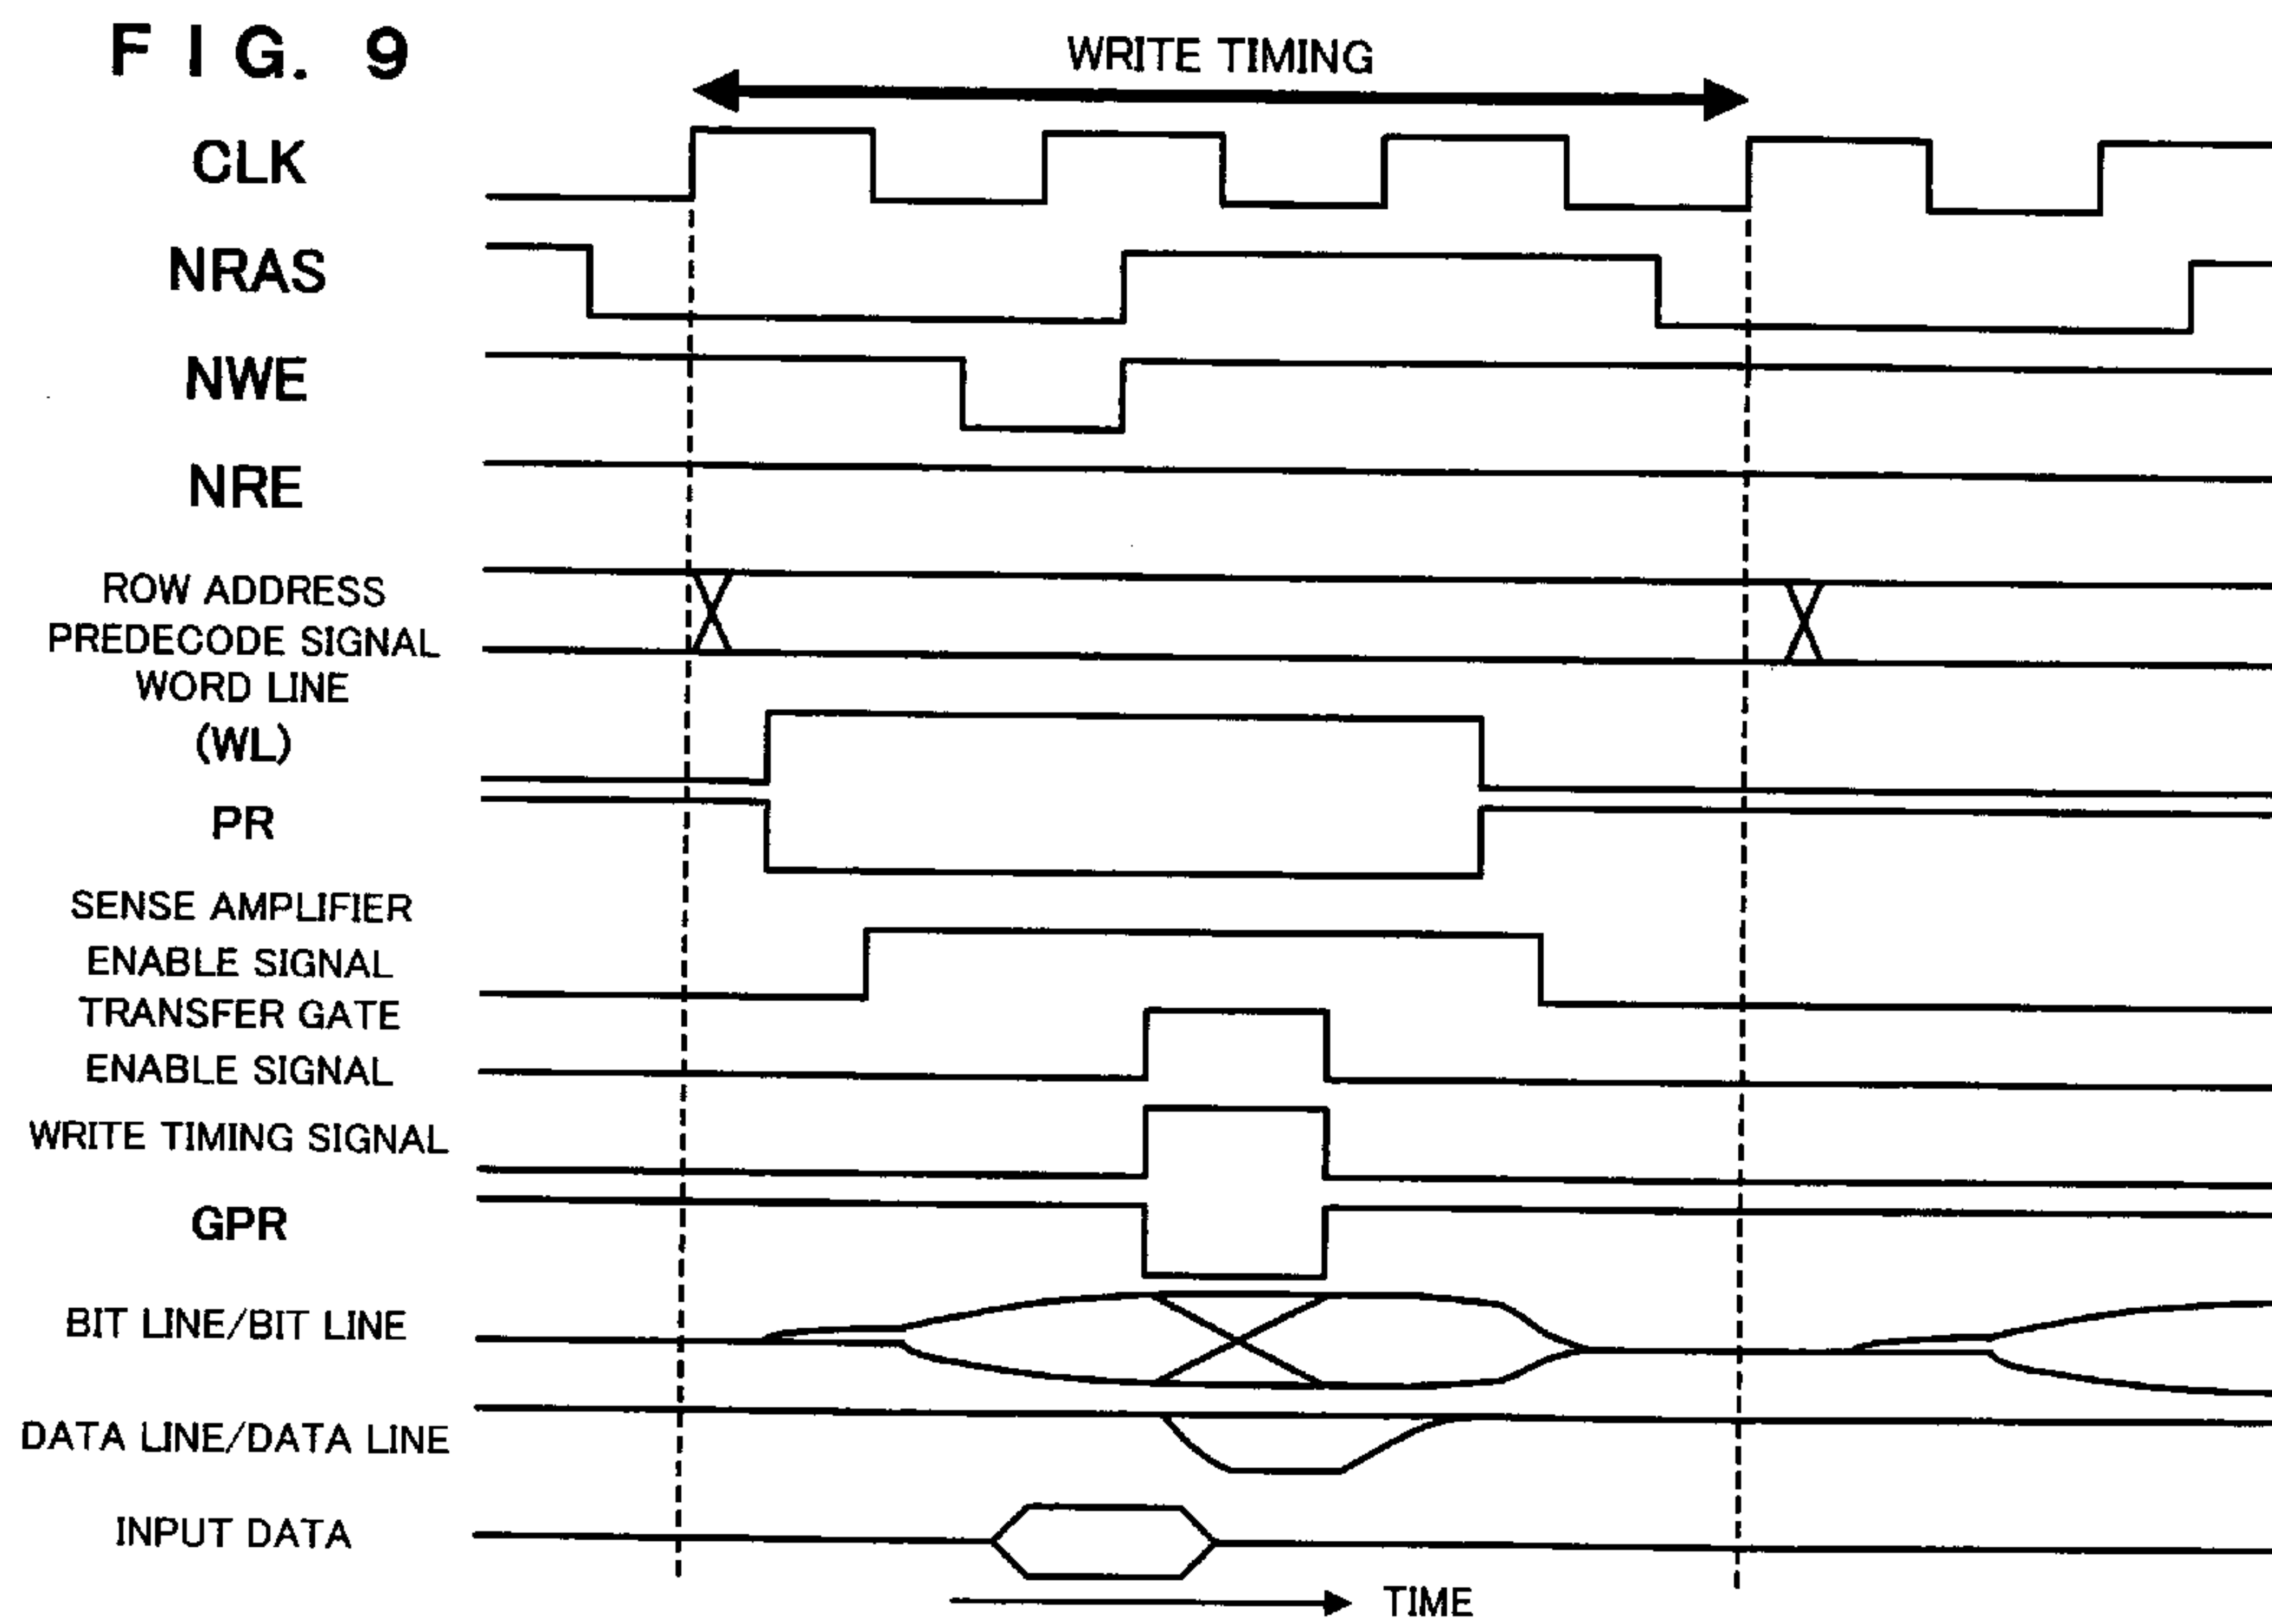 FIG. 9
WRITE TIMING
CLK
NRAS
NWE
NRE
ROW ADDRESS
PREDECODE SIGNAL
WORD LINE
(WL)
PR
SENSE AMPLIFIER
ENABLE SIGNAL
TRANSFER GATE
ENABLE SIGNAL
WRITE TIMING SIGNAL
GPR
BIT LINE/BIT LINE
DATA LINE/DATA LINE
INPUT DATA
TIME